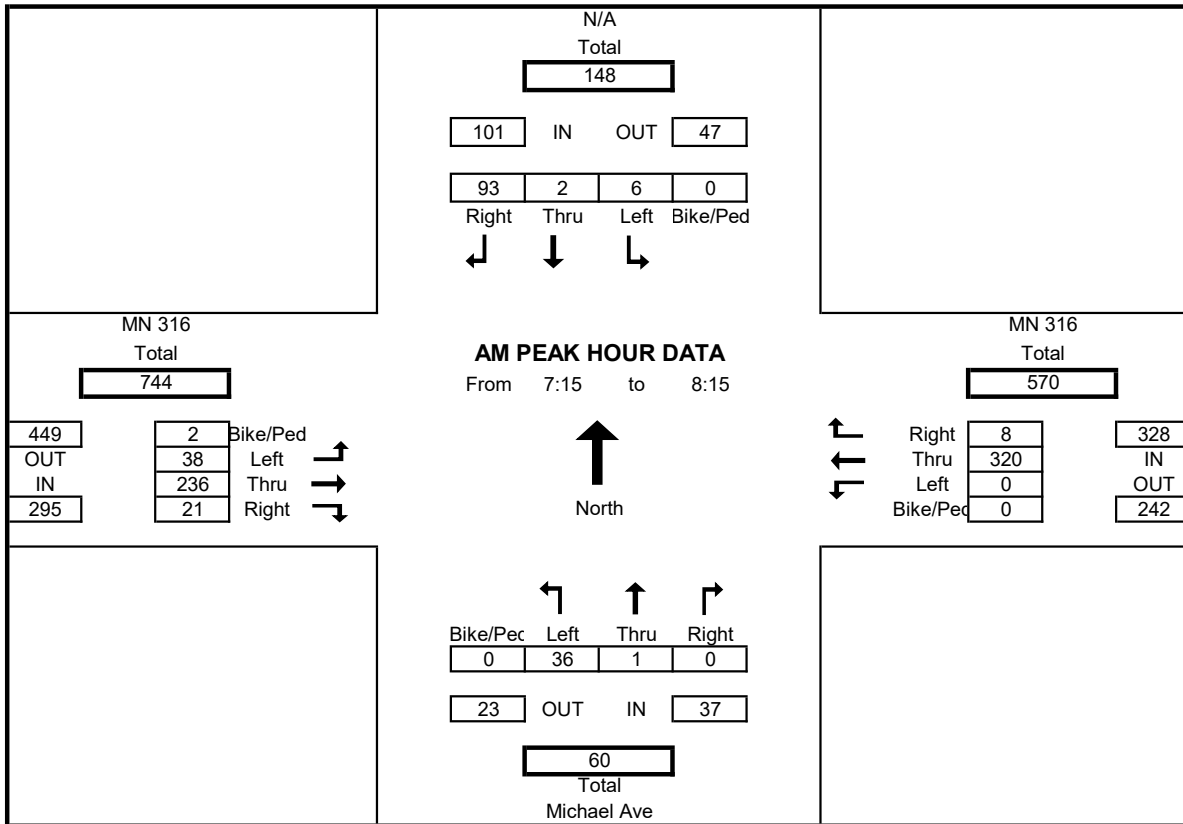 N/A
Total
148
101 IN OUT 47
93 2 6 0
Right Thru Left Bike/Ped
MN 316
Total
744
449 2 Bike/Ped
OUT 38 Left
IN 236 Thru
295 21 Right
AM PEAK HOUR DATA
From 7:15 to 8:15
North
MN 316
Total
570
Right 8 328
Thru 320 IN
Left 0 OUT
Bike/Ped 0 242
Bike/Pec Left Thru Right
0 36 1 0
23 OUT IN 37
60
Total
Michael Ave